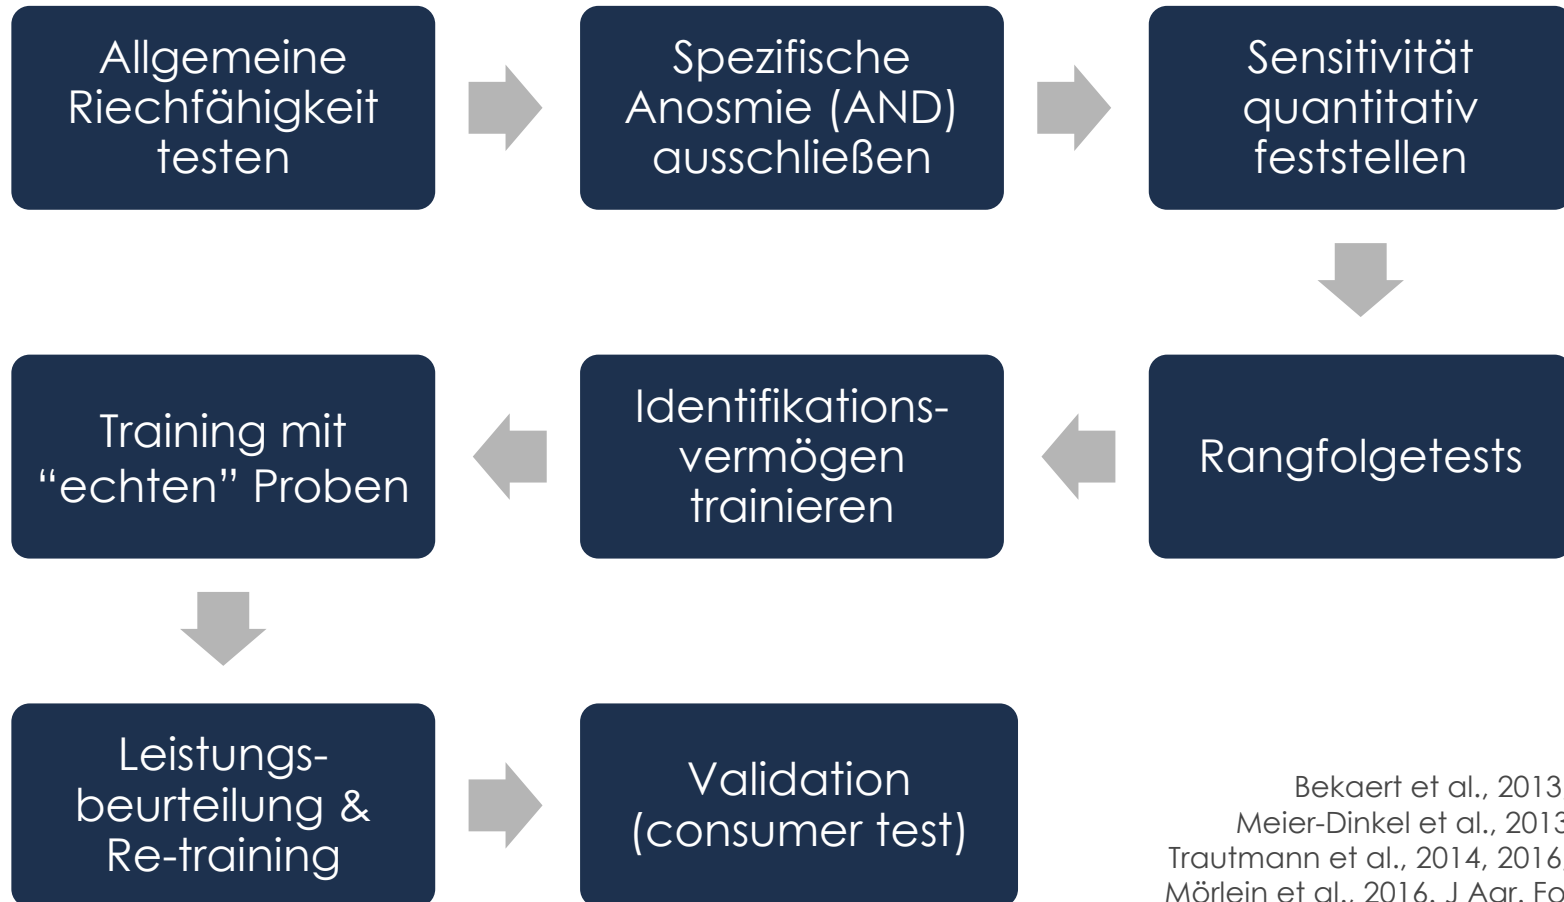 Allgemeine
Riechfähigkeit
testen
Spezifische
Anosmie (AND)
ausschließen
Sensitivität
quantitativ
feststellen
Rangfolgetests
Identifikations-
vermögen
trainieren
Training mit
“echten” Proben
Leistungs-
beurteilung &
Re-training
Validation
(consumer test)
Bekaert et al., 2013
Meier-Dinkel et al., 2013
Trautmann et al., 2014, 2016,
Mörlein et al., 2016, J Agr. Fo